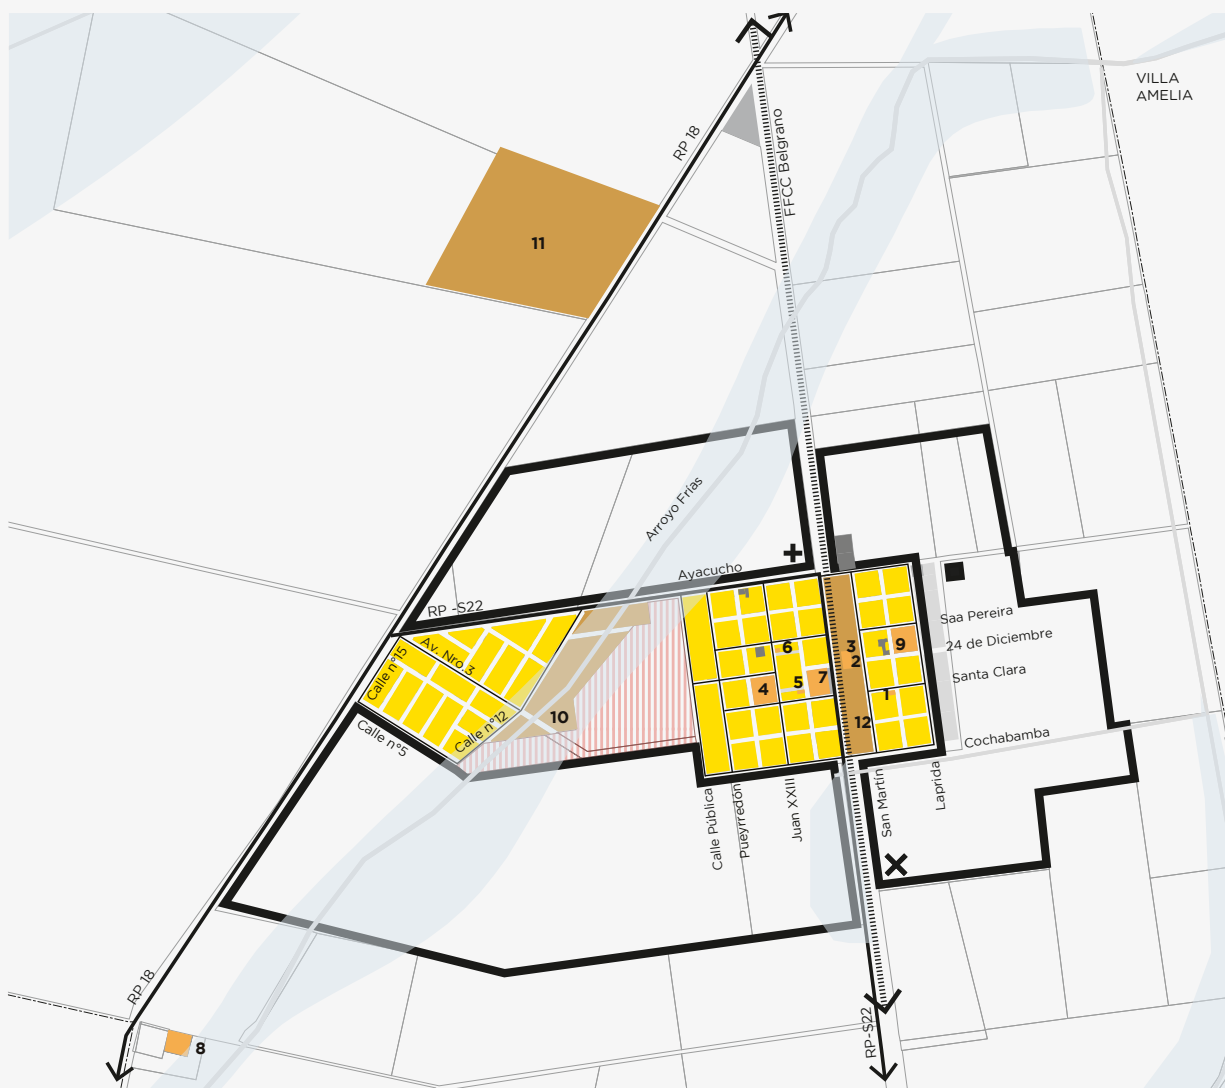 VILLA
AMELIA
RP 18
FFCC Belgrano
11
Arroyo Frías
Ayacucho
RP -S22
Av. Nro.3
Calle n°15
Calle n°12
Calle n°5
10
6
3
2
9
4
5
7
1
12
Saa Pereira
24 de Diciembre
Santa Clara
Cochabamba
Calle Pública
Pueyrredón
Juan XXIII
San Martín
Laprida
RP 18
8
RP-S22